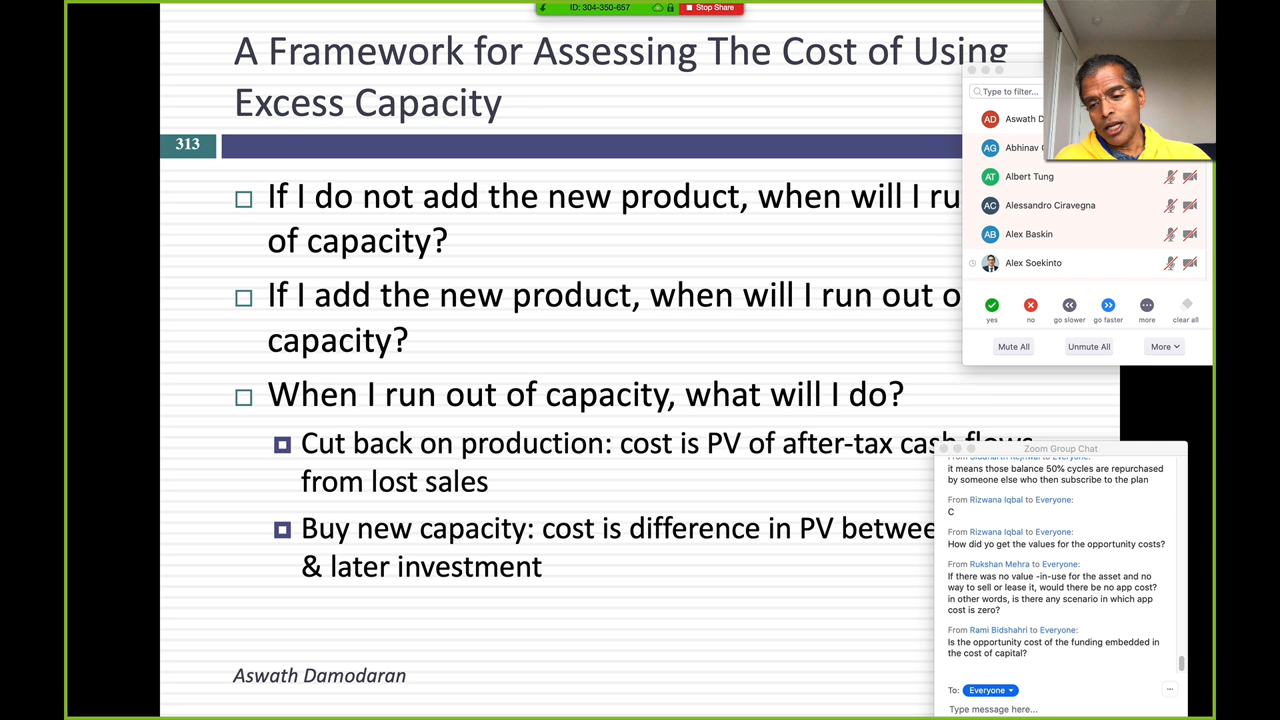 ID: 304-350-657
Stop Share
A Framework for Assessing The Cost of Using
Excess Capacity
313
If I do not add the new product, when will I ru
of capacity?
If I add the new product, when will I run out o
capacity?
When I run out of capacity, what will I do?
Cut back on production: cost is PV of after-tax cash flows
from lost sales
Buy new capacity: cost is difference in PV betwee
& later investment
Aswath Damodaran
Type to filter...
AD Aswath D
AG Abhinav
AT Albert Tung
AC Alessandro Ciravegna
AB Alex Baskin
Alex Soekinto
yes no go slower go faster more clear all
Mute All Unmute All More
Zoom Group Chat
to Everyone:
it means those balance 50% cycles are repurchased
by someone else who then subscribe to the plan
From Rizwana Iqbal to Everyone:
C
From Rizwana Iqbal to Everyone:
How did yo get the values for the opportunity costs?
From Rukshan Mehra to Everyone:
If there was no value -in-use for the asset and no
way to sell or lease it, would there be no app cost?
in other words, is there any scenario in which app
cost is zero?
From Rami Bidshahri to Everyone:
Is the opportunity cost of the funding embedded in
the cost of capital?
To: Everyone
Type message here...